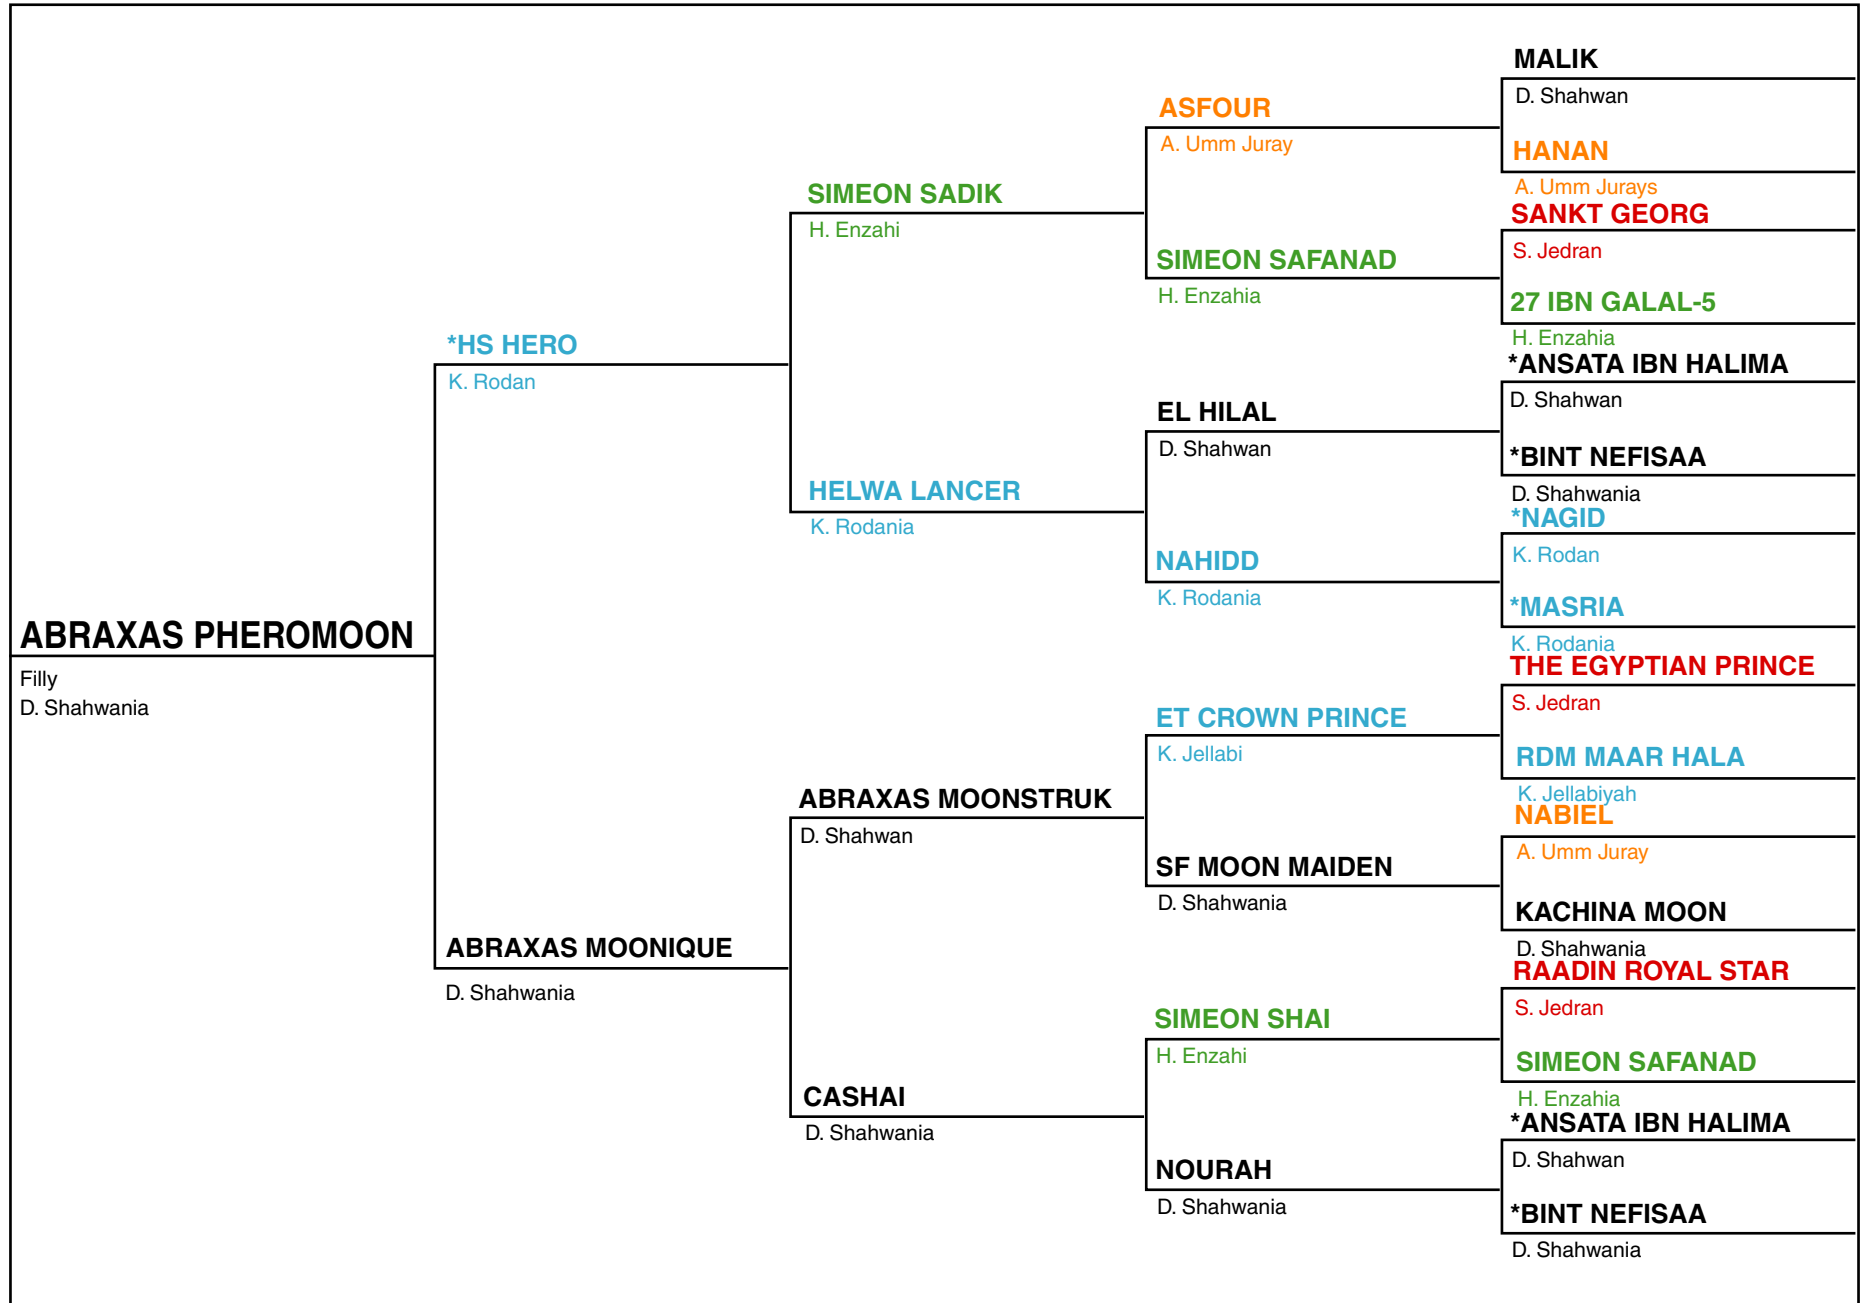 ABRAXAS PHEROMOON
Filly
D. Shahwania
*HS HERO
K. Rodan
ABRAXAS MOONIQUE
D. Shahwania
SIMEON SADIK
H. Enzahi
HELWA LANCER
K. Rodania
ABRAXAS MOONSTRUK
D. Shahwan
CASHAI
D. Shahwania
ASFOUR
A. Umm Juray
SIMEON SAFANAD
H. Enzahia
EL HILAL
D. Shahwan
NAHIDD
K. Rodania
ET CROWN PRINCE
K. Jellabi
SF MOON MAIDEN
D. Shahwania
SIMEON SHAI
H. Enzahi
NOURAH
D. Shahwania
MALIK
D. Shahwan
HANAN
A. Umm Jurays
SANKT GEORG
S. Jedran
27 IBN GALAL-5
H. Enzahia
*ANSATA IBN HALIMA
D. Shahwan
*BINT NEFISAA
D. Shahwania
*NAGID
K. Rodan
*MASRIA
K. Rodania
THE EGYPTIAN PRINCE
S. Jedran
RDM MAAR HALA
K. Jellabiyah
NABIEL
A. Umm Juray
KACHINA MOON
D. Shahwania
RAADIN ROYAL STAR
S. Jedran
SIMEON SAFANAD
H. Enzahia
*ANSATA IBN HALIMA
D. Shahwan
*BINT NEFISAA
D. Shahwania